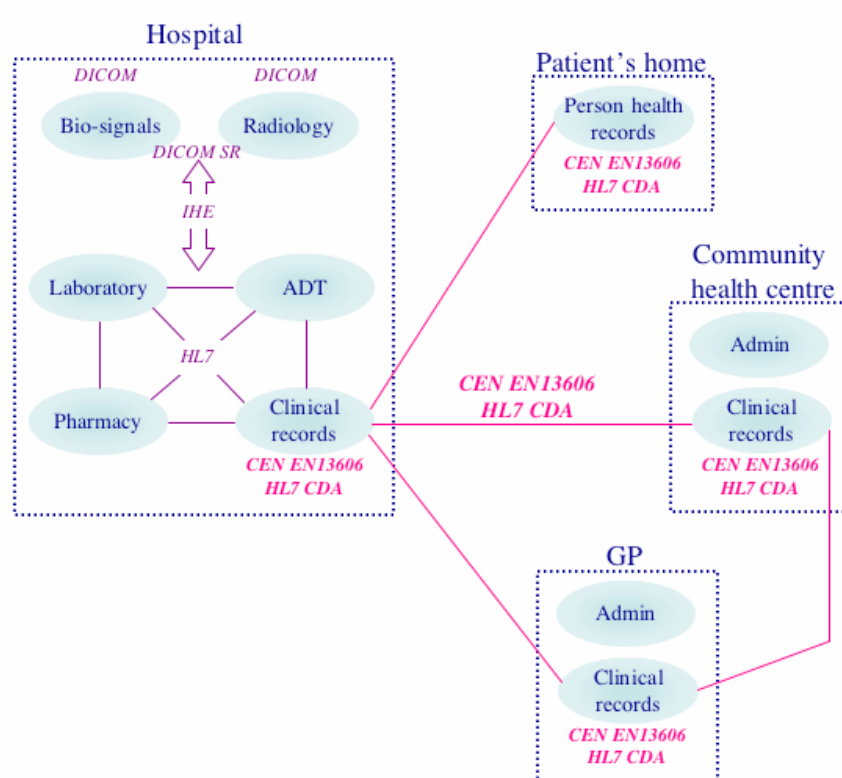 Hospital
DICOM
DICOM
Bio-signals
Radiology
DICOM SR
IHE
Laboratory
ADT
HL7
Pharmacy
Clinical
records
CEN EN13606
HL7 CDA
Patient's home
Person health
records
CEN EN13606
HL7 CDA
CEN EN13606
HL7 CDA
Community
health centre
Admin
Clinical
records
CEN EN13606
HL7 CDA
GP
Admin
Clinical
records
CEN EN13606
HL7 CDA